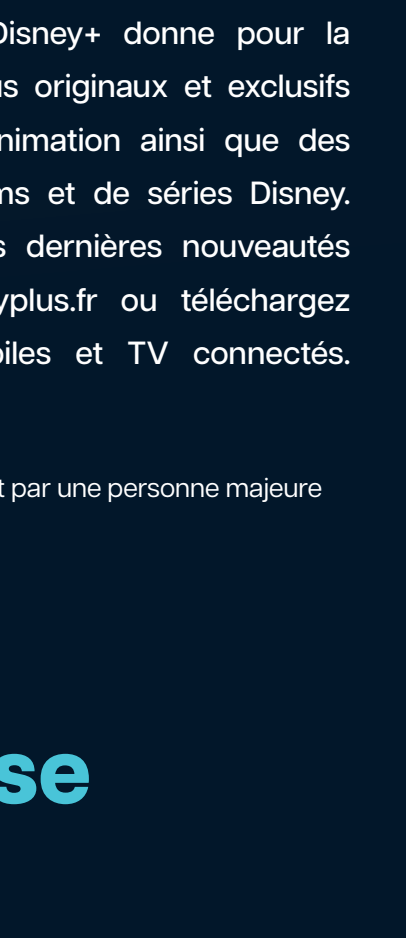 Disney+ donne pour la
us originaux et exclusifs
nimation ainsi que des
ms et de séries Disney.
s dernières nouveautés
yplus.fr ou téléchargez
biles et TV connectés.
t par une personne majeure
se